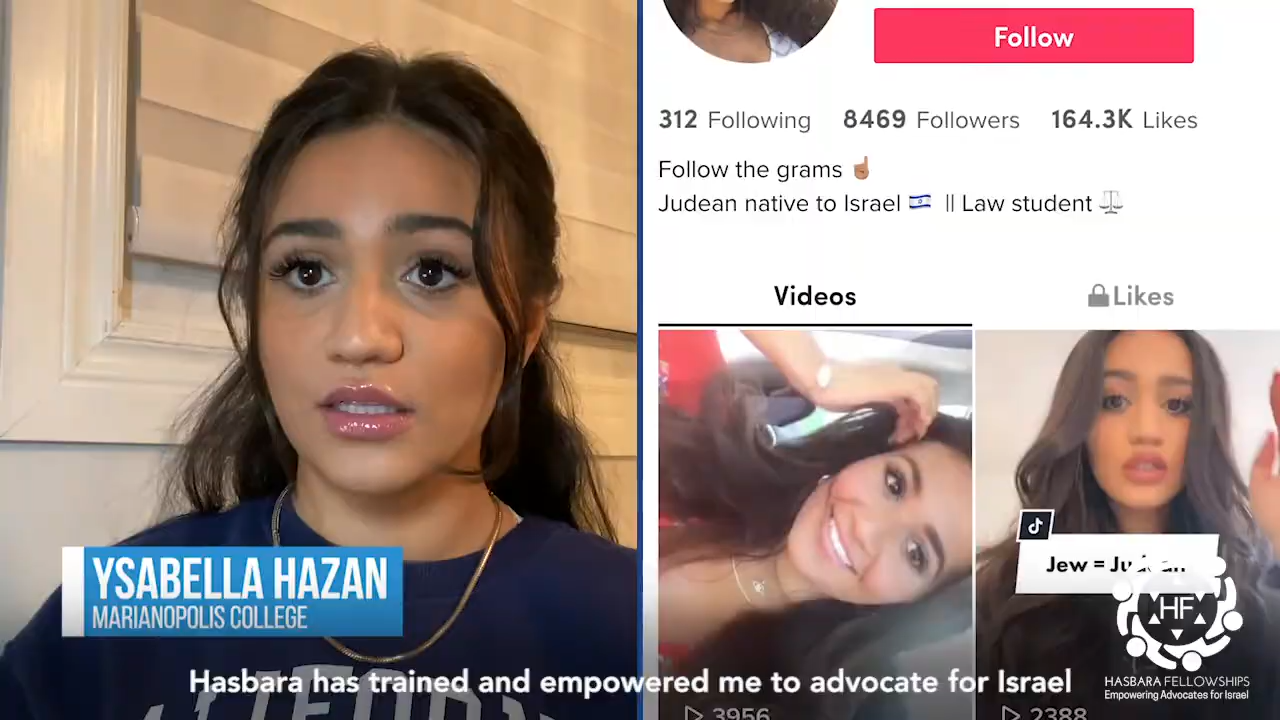 Follow
312 Following 8469 Followers 164.3K Likes
Follow the grams ☝🏽
Judean native to Israel 🇮🇱 || Law student ⚖️
Videos
Likes
Jew = Judean
YSABELLA HAZAN
MARIANOPOLIS COLLEGE
Hasbara has trained and empowered me to advocate for Israel
3956
2388
HF
HASBARA FELLOWSHIPS
Empowering Advocates for Israel